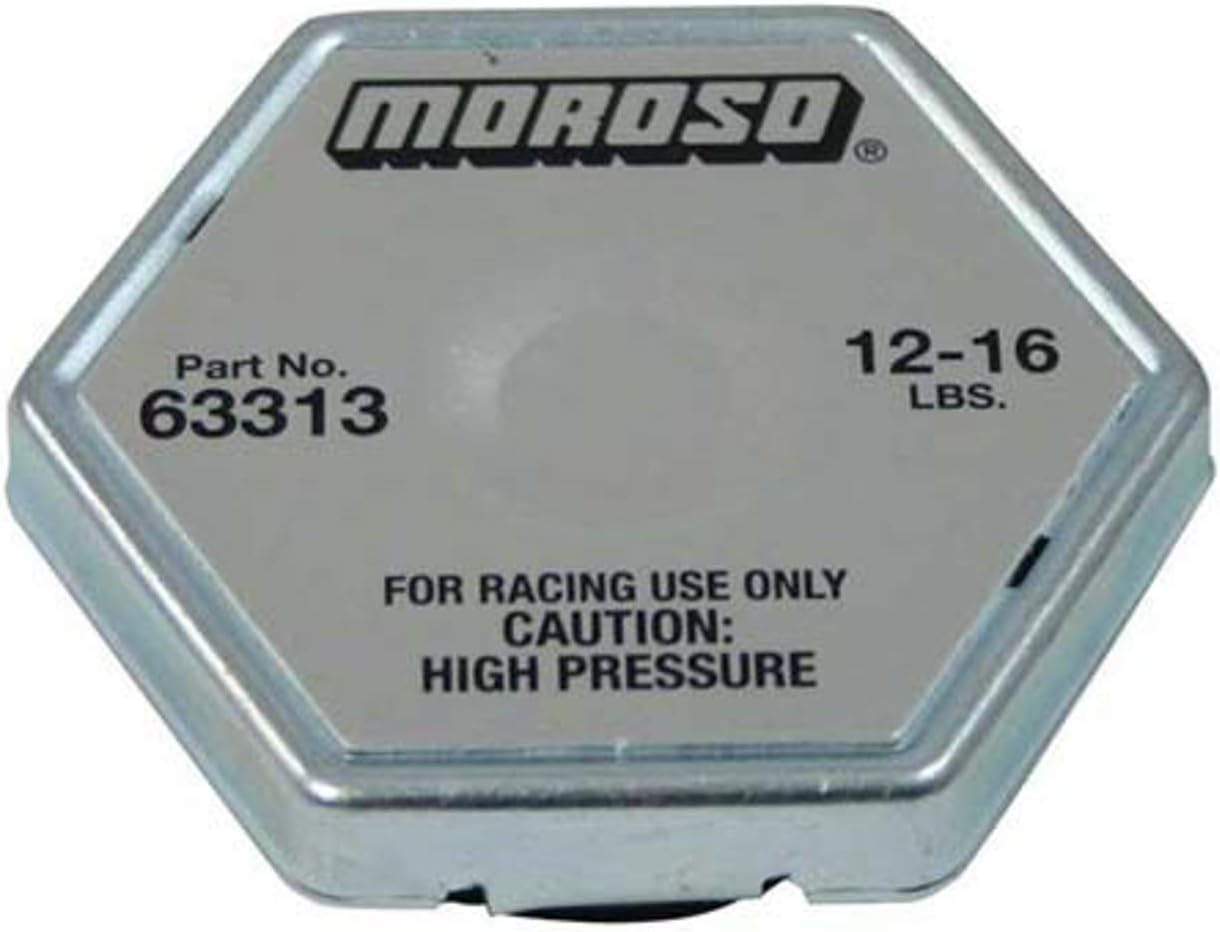 MOROSO®
Part No.
63313
12-16
LBS.
FOR RACING USE ONLY
CAUTION:
HIGH PRESSURE